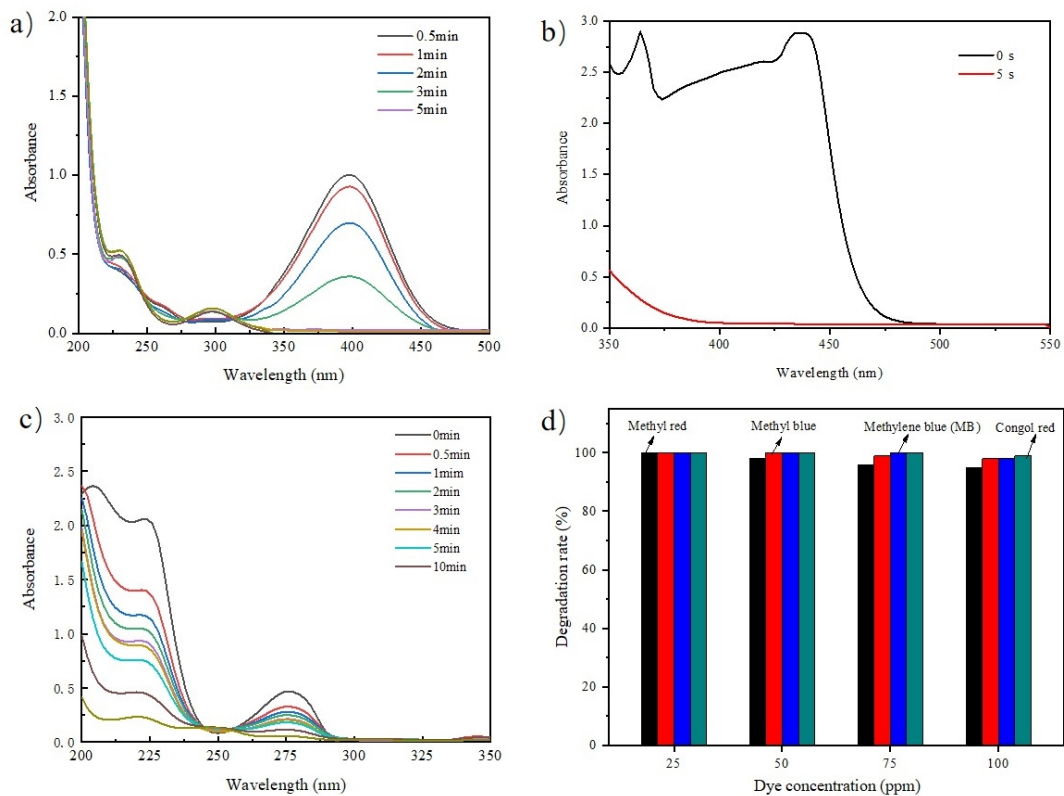 a)
2.0
1.5
1.0
0.5
0.0
Absorbance
0.5min
1min
2min
3min
5min
200 250 300 350 400 450 500
Wavelength (nm)
b)
3.0
2.5
2.0
1.5
1.0
0.5
0.0
Absorbance
0 s
5 s
350 400 450 500 550
Wavelength (nm)
c)
3.0
2.5
2.0
1.5
1.0
0.5
0.0
Absorbance
0min
0.5min
1mim
2min
3min
4min
5min
10min
200 225 250 275 300 325 350
Wavelength (nm)
d)
Methyl red Methyl blue Methylene blue (MB) Congol red
100
80
60
40
20
0
Degradation rate (%)
25 50 75 100
Dye concentration (ppm)